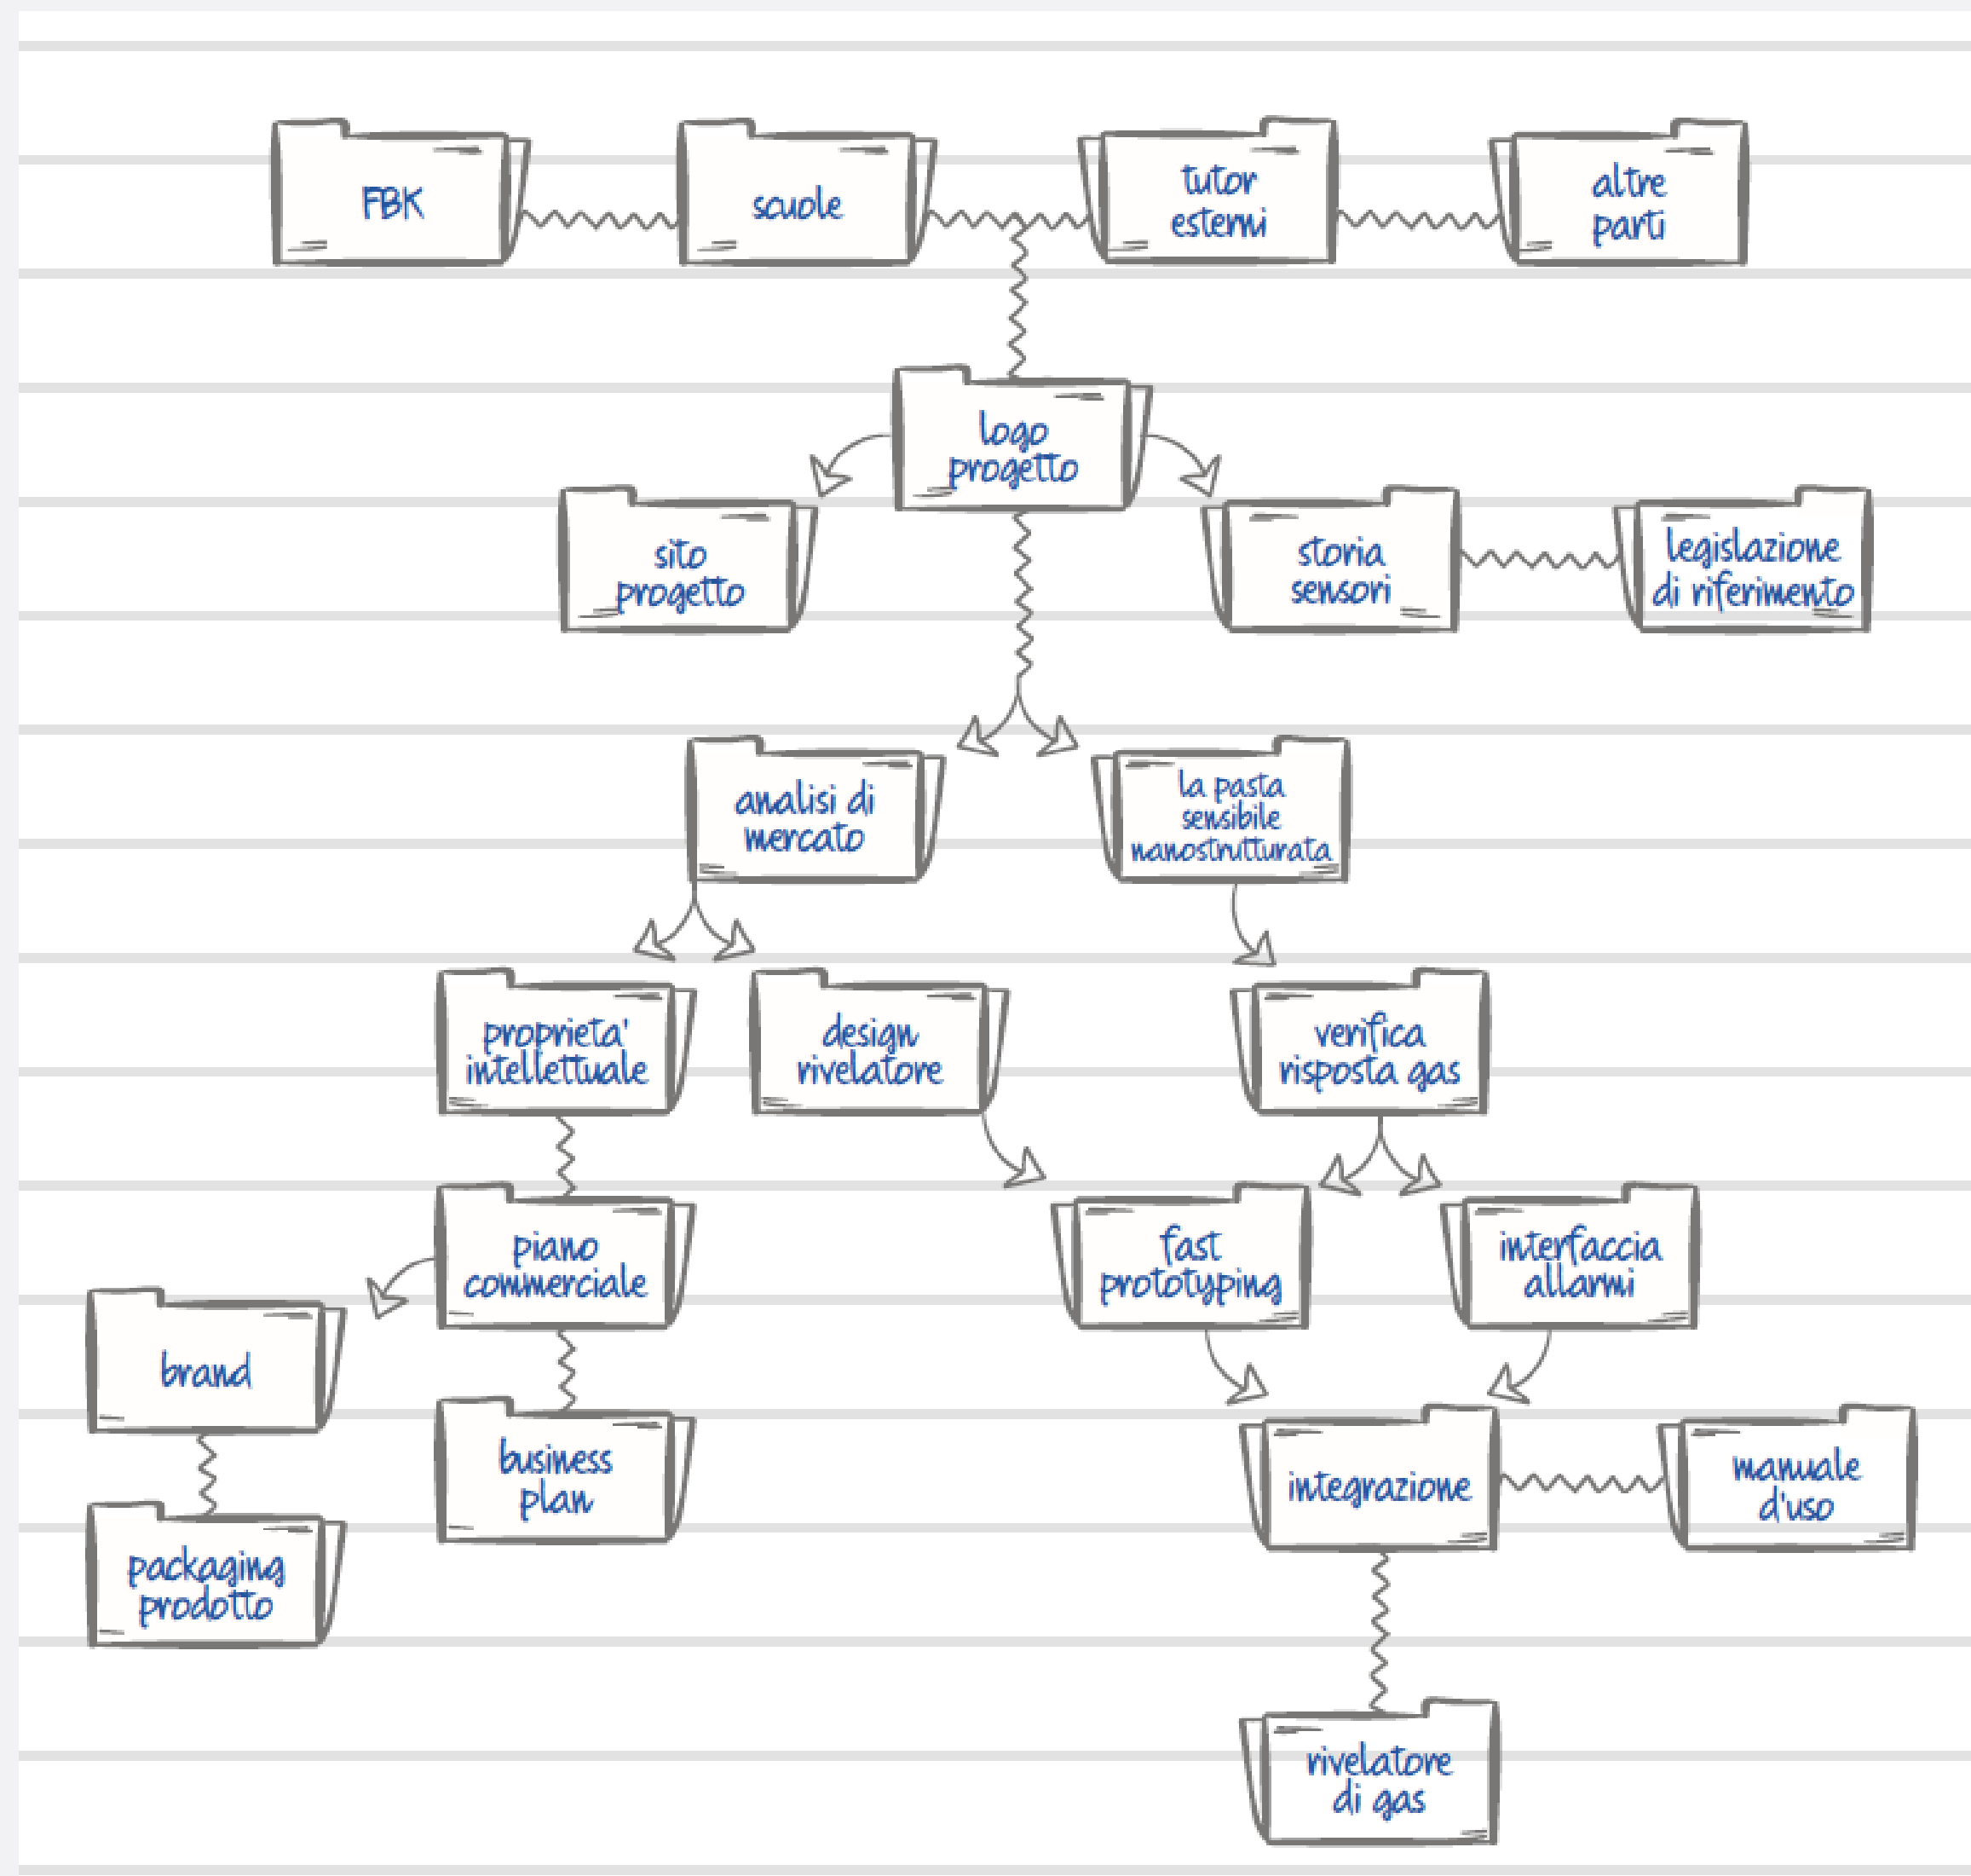 FBK
scuole
tutor
esterni
altre
parti
logo
progetto
sito
progetto
storia
sensori
legislazione
di riferimento
analisi di
mercato
la pasta
sensibile
nanostrutturata
proprieta'
intellettuale
design
rivelatore
verifica
risposta gas
piano
commerciale
fast
prototyping
interfaccia
allarmi
brand
business
plan
integrazione
manuale
d'uso
packaging
prodotto
rivelatore
di gas